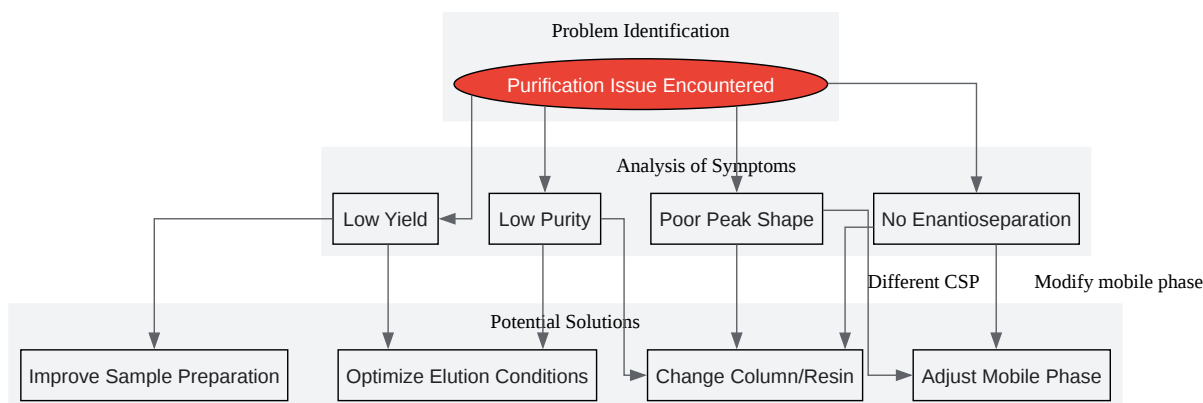 Problem Identification
Purification Issue Encountered
Analysis of Symptoms
Low Yield
Low Purity
Poor Peak Shape
No Enantioseparation
Different CSP
Modify mobile phase
Potential Solutions
Improve Sample Preparation
Optimize Elution Conditions
Change Column/Resin
Adjust Mobile Phase